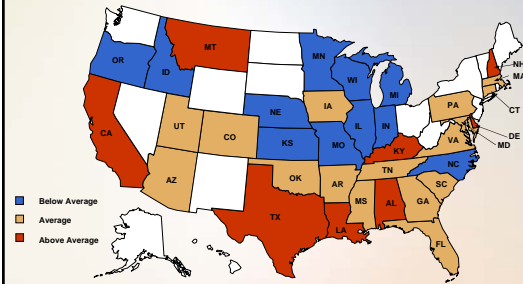 MT
MN
NH
OR
ID
WI
MI
MA
IA
PA
NE
CT
IL
IN
UT
CO
KS
MO
VA
DE
CA
KY
MD
NC
TN
OK
AZ
AR
SC
MS
AL
GA
TX
LA
FL
Below Average
Average
Above Average